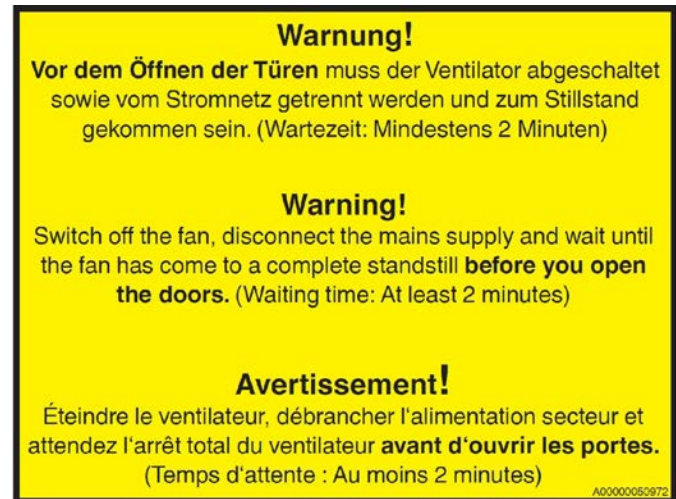 Warnung!
Vor dem Öffnen der Türen muss der Ventilator abgeschaltet
sowie vom Stromnetz getrennt werden und zum Stillstand
gekommen sein. (Wartezeit: Mindestens 2 Minuten)
Warning!
Switch off the fan, disconnect the mains supply and wait until
the fan has come to a complete standstill before you open
the doors. (Waiting time: At least 2 minutes)
Avertissement!
Éteindre le ventilateur, débrancher l'alimentation secteur et
attendez l'arrêt total du ventilateur avant d'ouvrir les portes.
(Temps d'attente : Au moins 2 minutes)
A00000050972